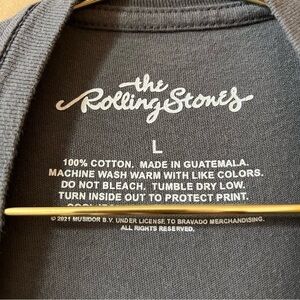 the
Rolling Stones
L
100% COTTON. MADE IN GUATEMALA.
MACHINE WASH WARM WITH LIKE COLORS.
DO NOT BLEACH. TUMBLE DRY LOW.
TURN INSIDE OUT TO PROTECT PRINT.
© 2021 MUSIDOR B.V. UNDER LICENSE TO BRAVADO MERCHANDISING.
ALL RIGHTS RESERVED.